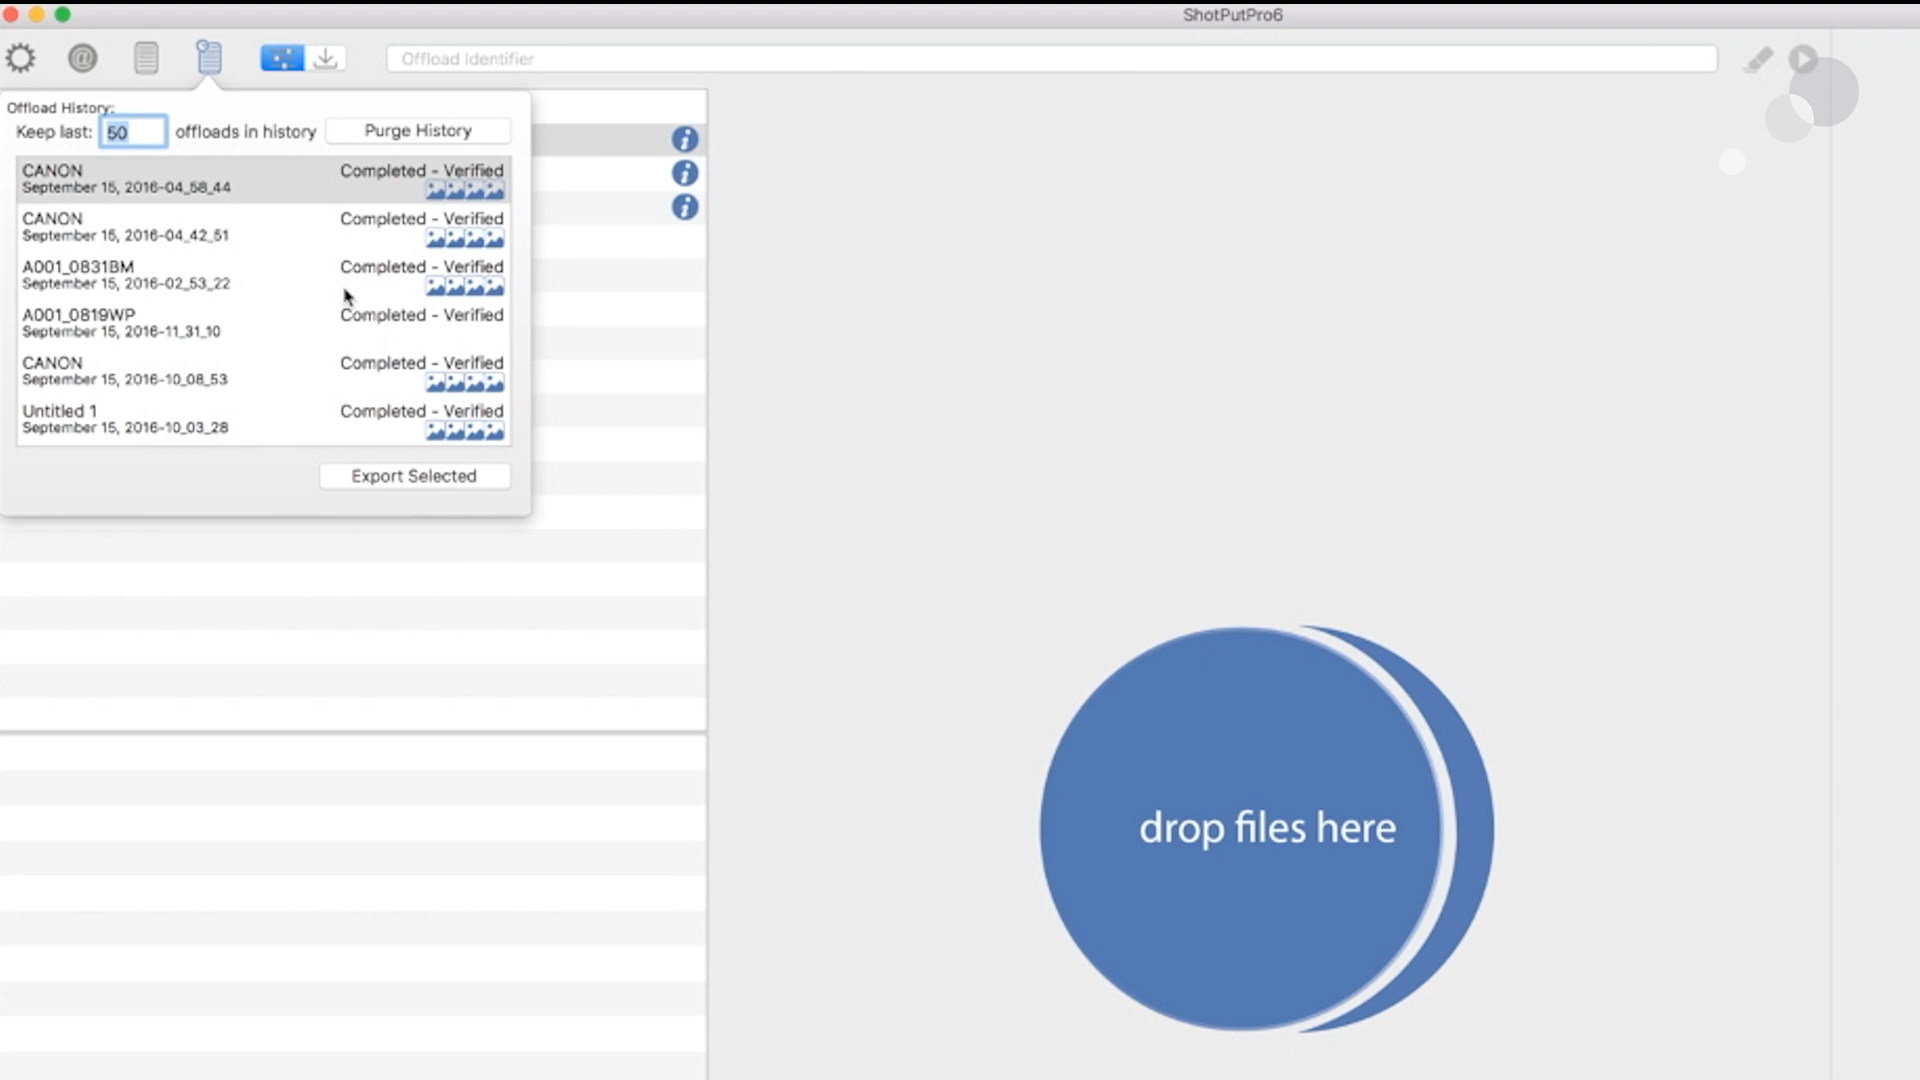 ShotPutPro6
Offload Identifier
Offload History:
Keep last: 50 offloads in history Purge History
CANON Completed - Verified
September 15, 2016-04_58_44
CANON Completed - Verified
September 15, 2016-04_42_51
A001_0831BM Completed - Verified
September 15, 2016-02_53_22
A001_0819WP Completed - Verified
September 15, 2016-11_31_10
CANON Completed - Verified
September 15, 2016-10_08_53
Untitled 1 Completed - Verified
September 15, 2016-10_03_28
Export Selected
drop files here